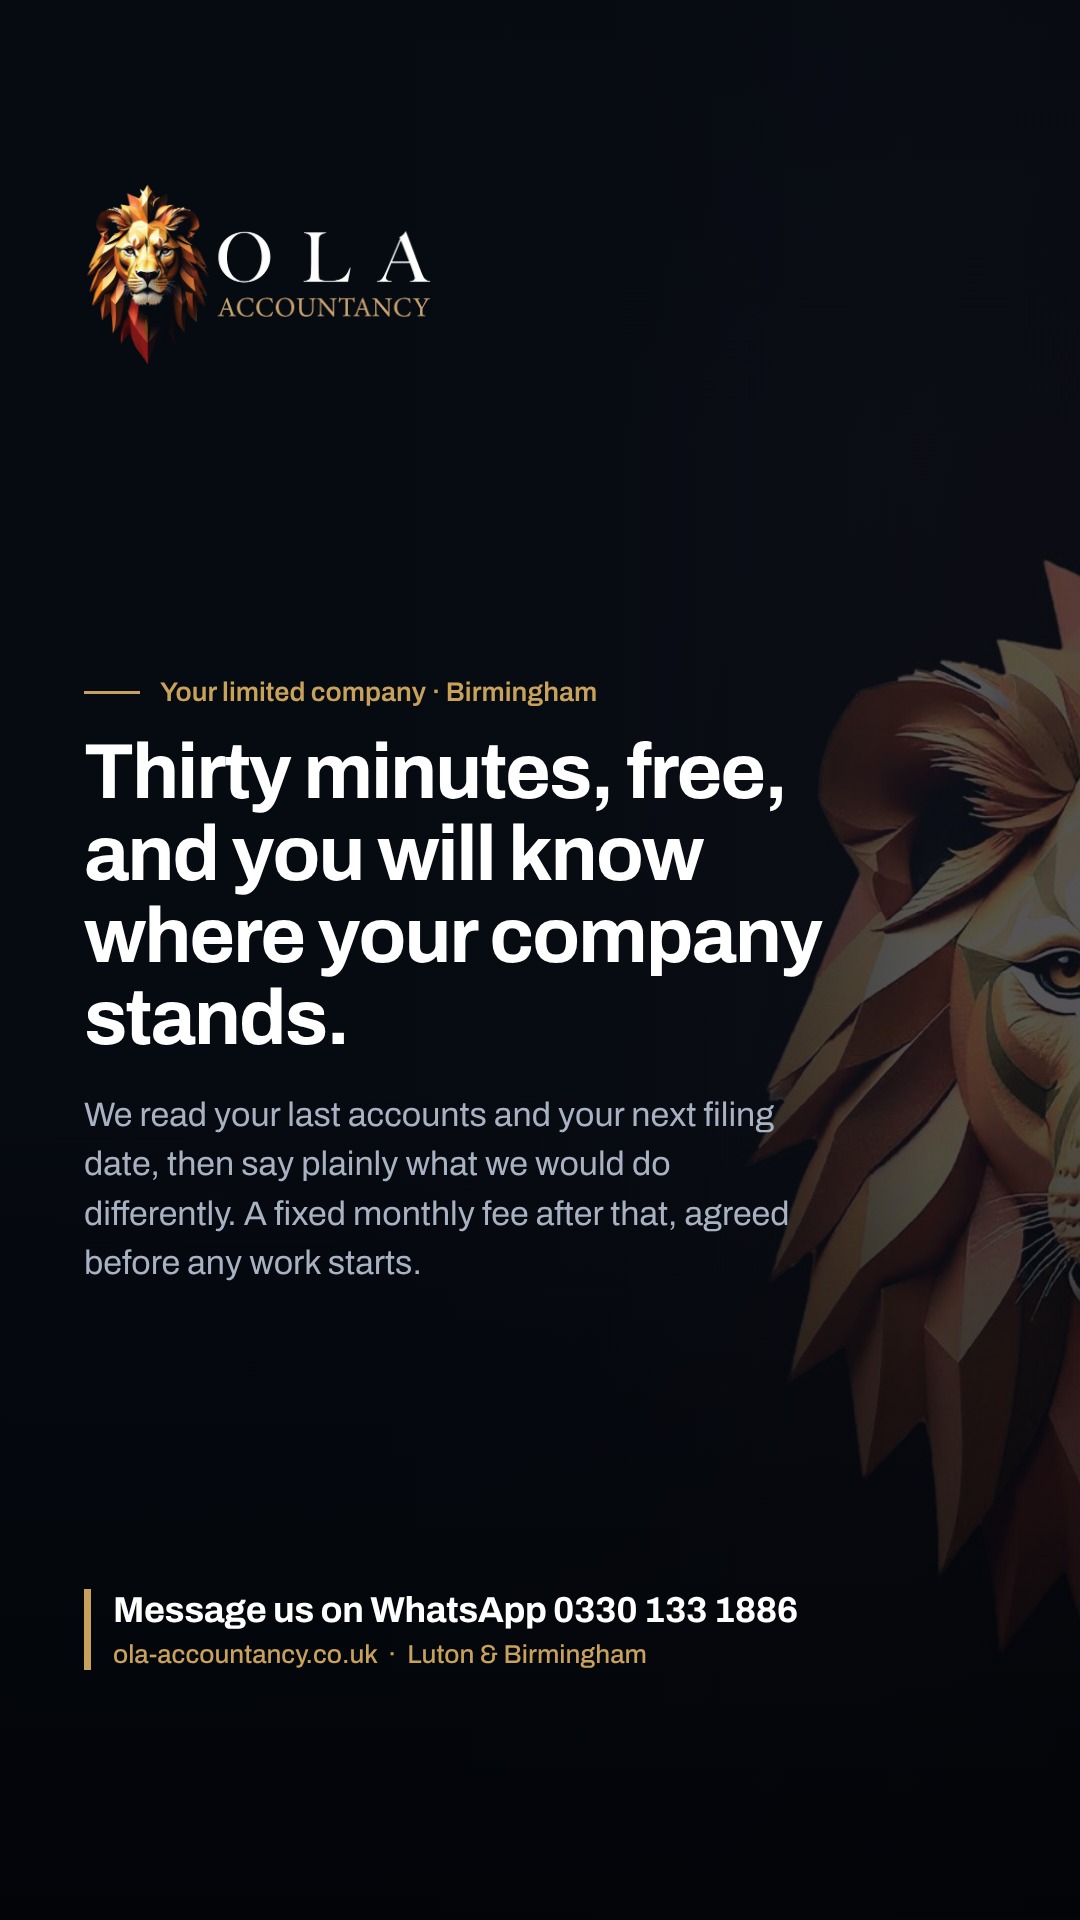 OLA
ACCOUNTANCY
Your limited company · Birmingham
Thirty minutes, free,
and you will know
where your company
stands.
We read your last accounts and your next filing
date, then say plainly what we would do
differently. A fixed monthly fee after that, agreed
before any work starts.
Message us on WhatsApp 0330 133 1886
ola-accountancy.co.uk · Luton & Birmingham